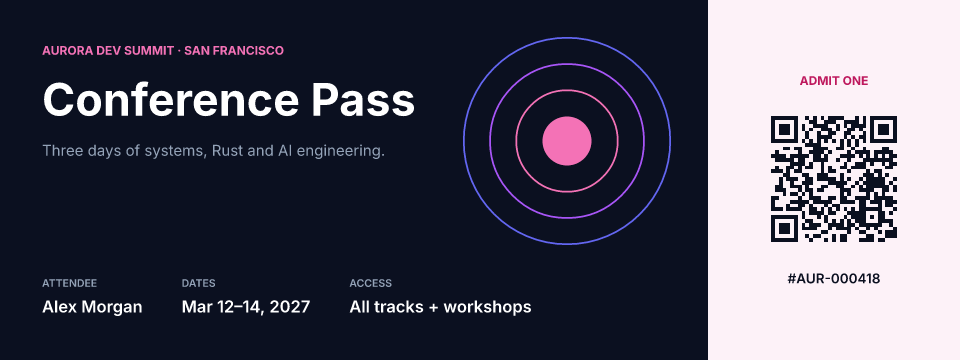 AURORA DEV SUMMIT · SAN FRANCISCO
Conference Pass
Three days of systems, Rust and AI engineering.
ATTENDEE
Alex Morgan
DATES
Mar 12–14, 2027
ACCESS
All tracks + workshops
ADMIT ONE
#AUR-000418